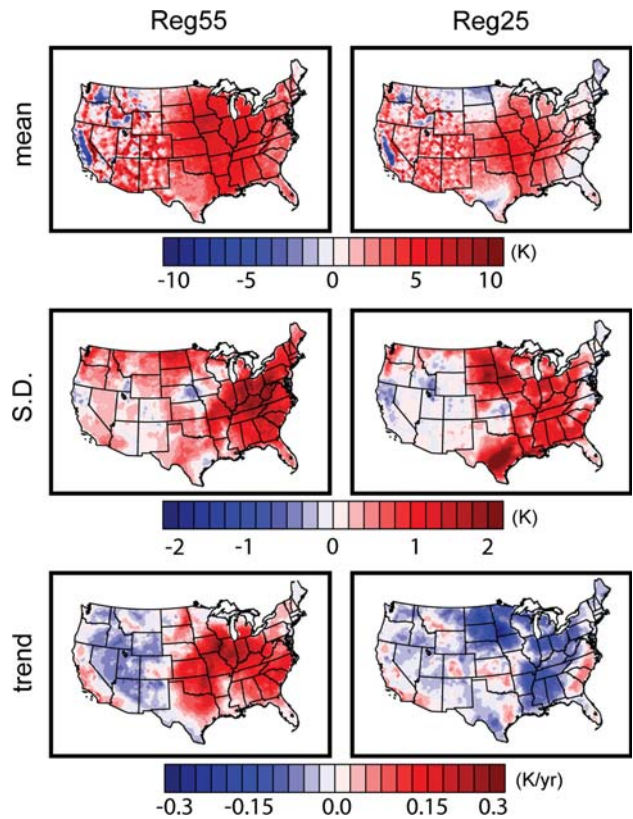 Reg55 Reg25
mean
-10 -5 0 5 10 (K)
S.D.
-2 -1 0 1 2 (K)
trend
-0.3 -0.15 0.0 0.15 0.3 (K/yr)